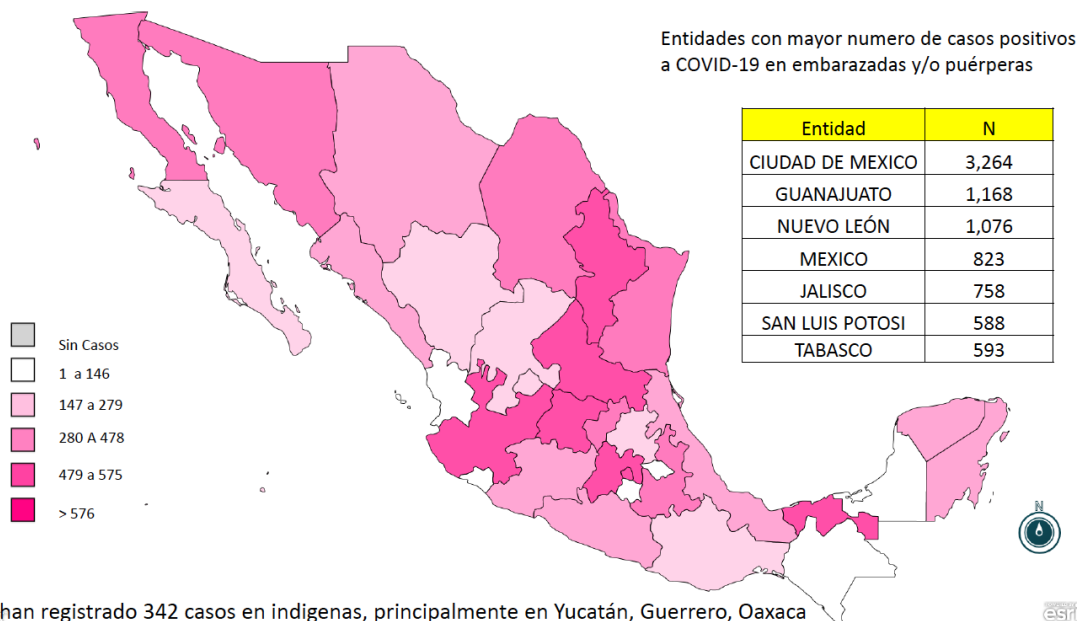 Entidades con mayor numero de casos positivos
a COVID-19 en embarazadas y/o puérperas
Entidad N
CIUDAD DE MEXICO 3,264
GUANAJUATO 1,168
NUEVO LEÓN 1,076
MEXICO 823
JALISCO 758
SAN LUIS POTOSI 588
TABASCO 593
Sin Casos
1 a 146
147 a 279
280 A 478
479 a 575
> 576
N
han registrado 342 casos en indigenas, principalmente en Yucatán, Guerrero, Oaxaca
esri